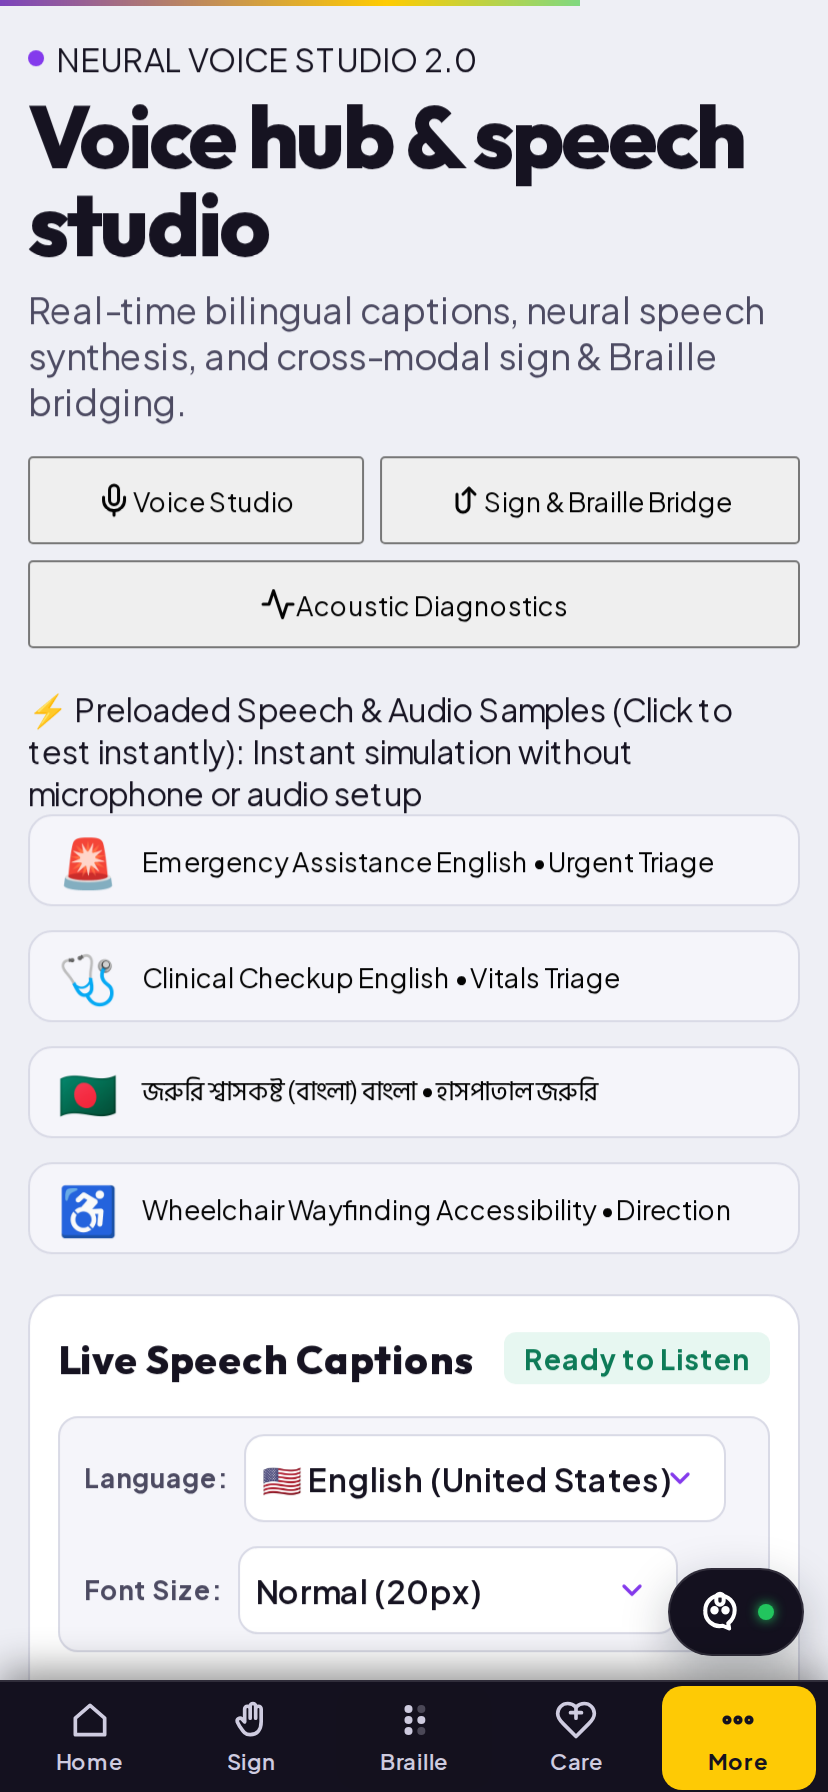 NEURAL VOICE STUDIO 2.0
Voice hub & speech
studio
Real-time bilingual captions, neural speech
synthesis, and cross-modal sign & Braille
bridging.
Voice Studio
Sign & Braille Bridge
Acoustic Diagnostics
⚡ Preloaded Speech & Audio Samples (Click to
test instantly): Instant simulation without
microphone or audio setup
Emergency Assistance English • Urgent Triage
Clinical Checkup English • Vitals Triage
জরুরি শ্বাসকষ্ট (বাংলা) বাংলা • হাসপাতাল জরুরি
Wheelchair Wayfinding Accessibility • Direction
Live Speech Captions
Ready to Listen
Language:
English (United States)
Font Size:
Normal (20px)
Home
Sign
Braille
Care
More